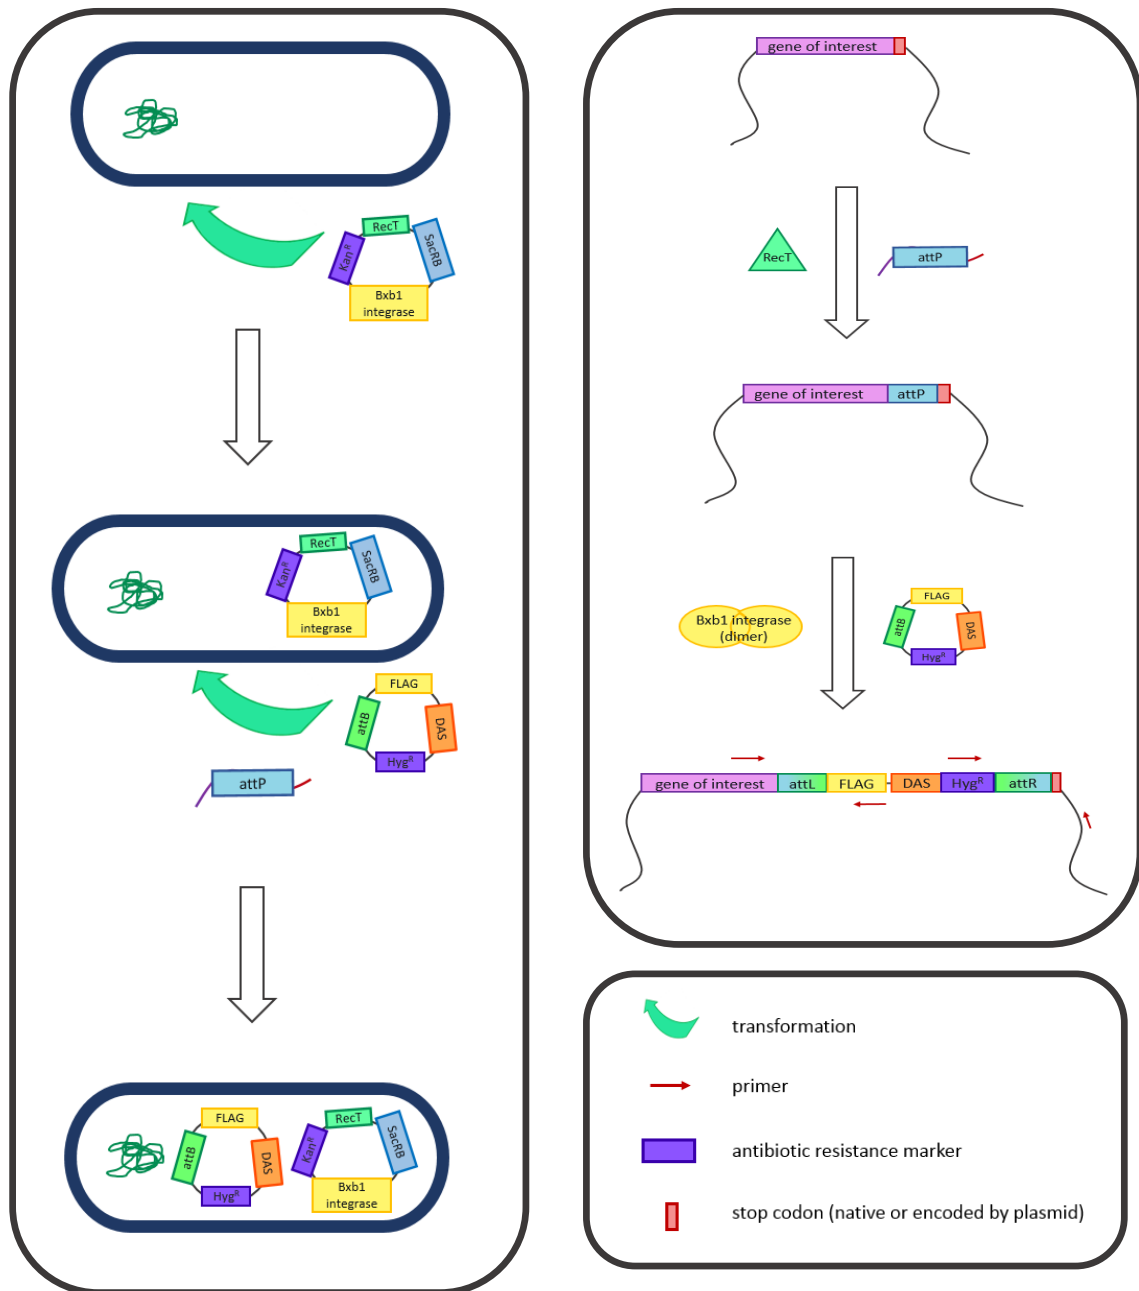 RecT
Kanᴿ
SacRB
Bxb1
integrase
RecT
Kanᴿ
SacRB
Bxb1
integrase
FLAG
attB
DAS
Hygᴿ
attP
FLAG
attB
DAS
Hygᴿ
RecT
Kanᴿ
SacRB
Bxb1
integrase
gene of interest
RecT
attP
gene of interest
attP
Bxb1 integrase
(dimer)
FLAG
attB
DAS
Hygᴿ
gene of interest
attL
FLAG
DAS
Hygᴿ
attR
transformation
primer
antibiotic resistance marker
stop codon (native or encoded by plasmid)